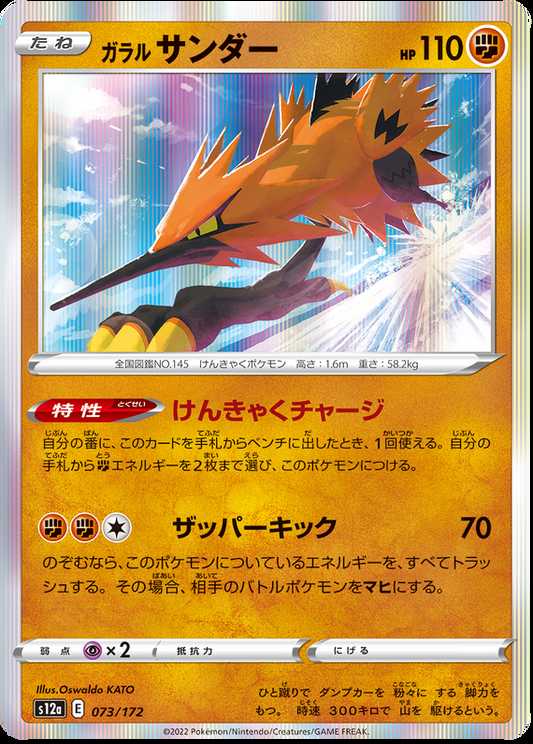 たね ガラル サンダー HP 110
全国図鑑NO.145 けんきゃくポケモン 高さ:1.6m 重さ:58.2kg
特性 とくせい けんきゃくチャージ
自分の番に、このカードを手札からベンチに出したとき、1回使える。自分の
手札からエネルギーを2枚まで選び、このポケモンにつける。
ザッパーキック 70
のぞむなら、このポケモンについているエネルギーを、すべてトラッ
シュする。その場合、相手のバトルポケモンをマヒにする。
弱点 ×2 抵抗力 にげる
Illus.Oswaldo KATO
s12a E 073/172
ひと蹴りで ダンプカーを 粉々に する 脚力を
もつ。 時速 300キロで 山を 駆けるという。
©2022 Pokémon/Nintendo/Creatures/GAME FREAK.